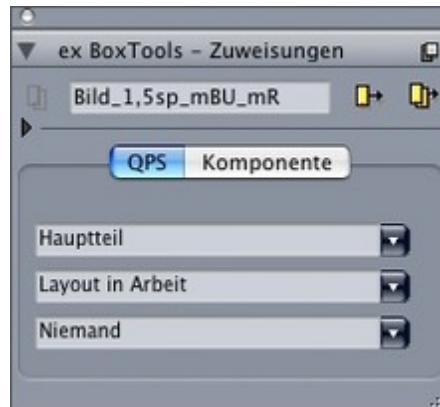 ex BoxTools – Zuweisungen
Bild_1,5sp_mBU_mR
QPS Komponente
Hauptteil
Layout in Arbeit
Niemand